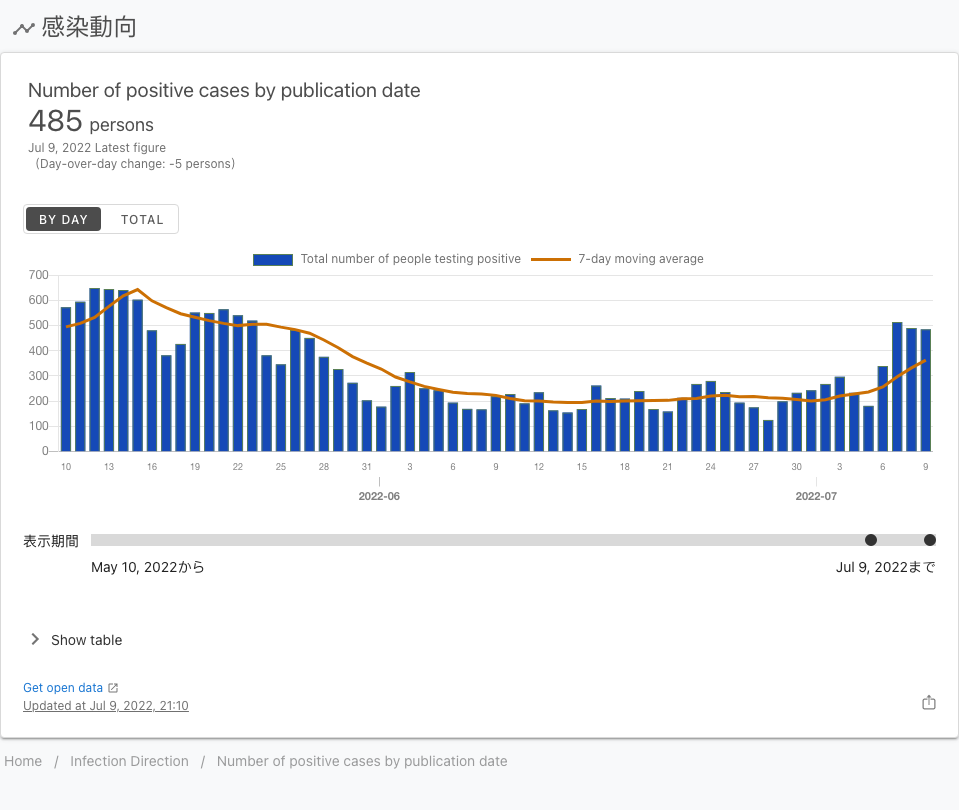 感染動向
Number of positive cases by publication date
485 persons
Jul 9, 2022 Latest figure
(Day-over-day change: -5 persons)
BY DAY TOTAL
Total number of people testing positive 7-day moving average
700
600
500
400
300
200
100
0
10 13 16 19 22 25 28 31 3 6 9 12 15 18 21 24 27 30 3 6 9
2022-06 2022-07
表示期間
May 10, 2022から Jul 9, 2022まで
Show table
Get open data
Updated at Jul 9, 2022, 21:10
Home / Infection Direction / Number of positive cases by publication date